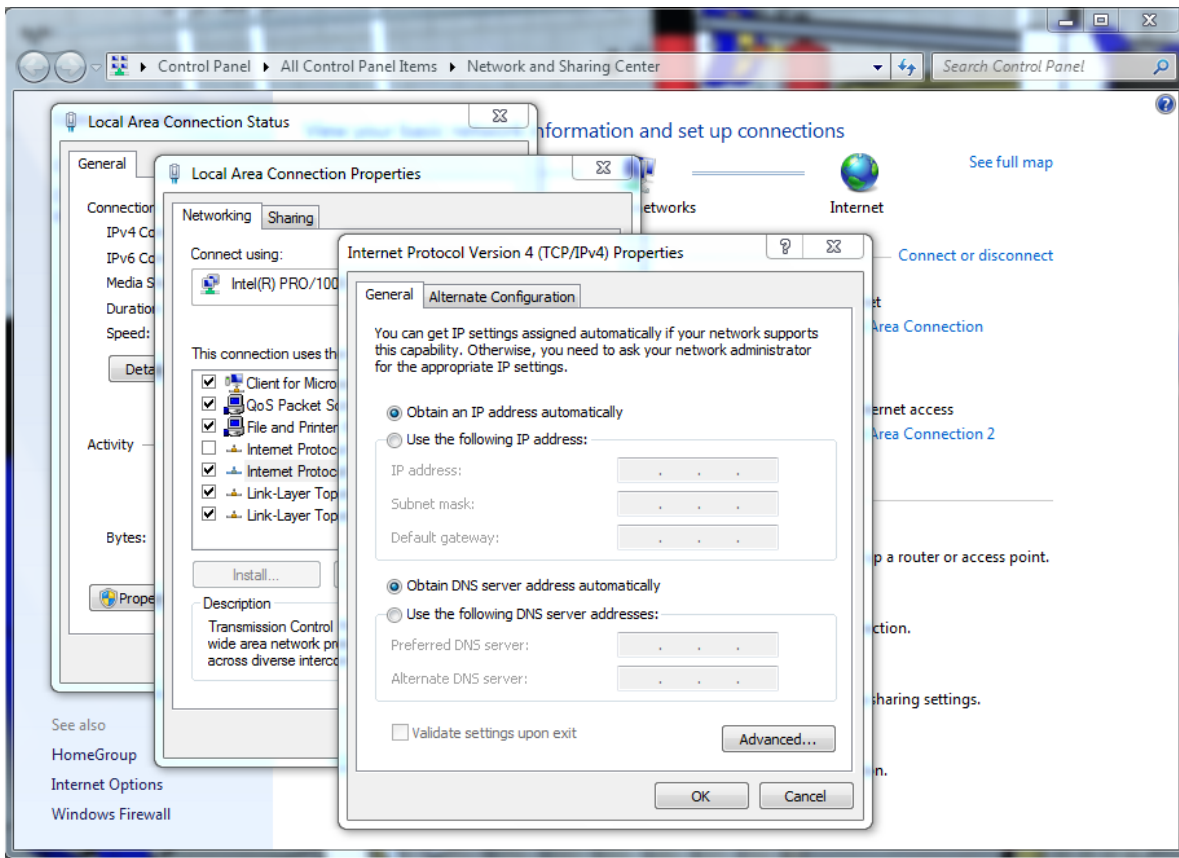 Control Panel ▸ All Control Panel Items ▸ Network and Sharing Center
Search Control Panel
Local Area Connection Status
View your basic network information and set up connections
See full map
General
Local Area Connection Properties
etworks
Internet
Connection
IPv4 Co
IPv6 Co
Media S
Duration
Speed:
Deta
Activity
Bytes:
Prope
Networking
Sharing
Connect using:
Intel(R) PRO/100
This connection uses th
Client for Micro
QoS Packet Sc
File and Printer
Internet Protoc
Internet Protoc
Link-Layer Top
Link-Layer Top
Install...
Description
Transmission Control
wide area network pr
across diverse interco
Internet Protocol Version 4 (TCP/IPv4) Properties
General
Alternate Configuration
You can get IP settings assigned automatically if your network supports
this capability. Otherwise, you need to ask your network administrator
for the appropriate IP settings.
Obtain an IP address automatically
Use the following IP address:
IP address:
Subnet mask:
Default gateway:
Obtain DNS server address automatically
Use the following DNS server addresses:
Preferred DNS server:
Alternate DNS server:
Validate settings upon exit
Advanced...
OK
Cancel
Connect or disconnect
et
Area Connection
ernet access
Area Connection 2
p a router or access point.
ction.
sharing settings.
n.
See also
HomeGroup
Internet Options
Windows Firewall